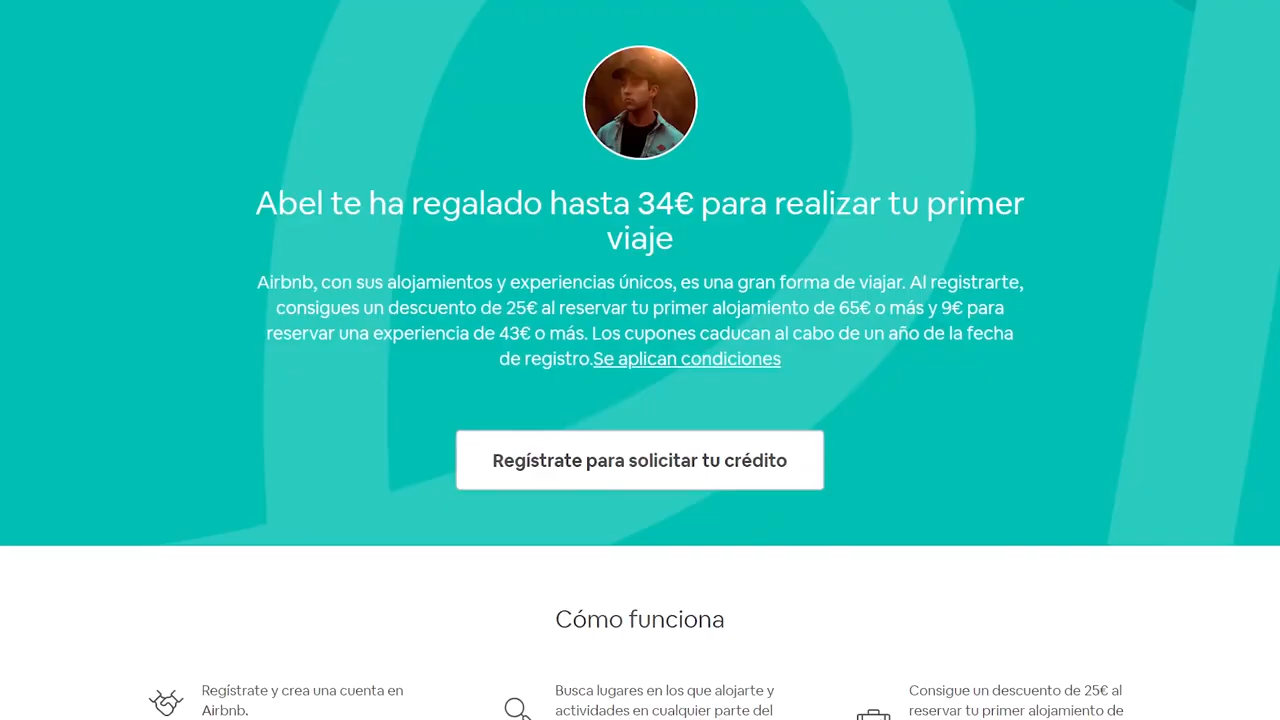 Abel te ha regalado hasta 34€ para realizar tu primer
viaje
Airbnb, con sus alojamientos y experiencias únicos, es una gran forma de viajar. Al registrarte,
consigues un descuento de 25€ al reservar tu primer alojamiento de 65€ o más y 9€ para
reservar una experiencia de 43€ o más. Los cupones caducan al cabo de un año de la fecha
de registro.Se aplican condiciones
Regístrate para solicitar tu crédito
Cómo funciona
Regístrate y crea una cuenta en
Airbnb.
Busca lugares en los que alojarte y
actividades en cualquier parte del
Consigue un descuento de 25€ al
reservar tu primer alojamiento de